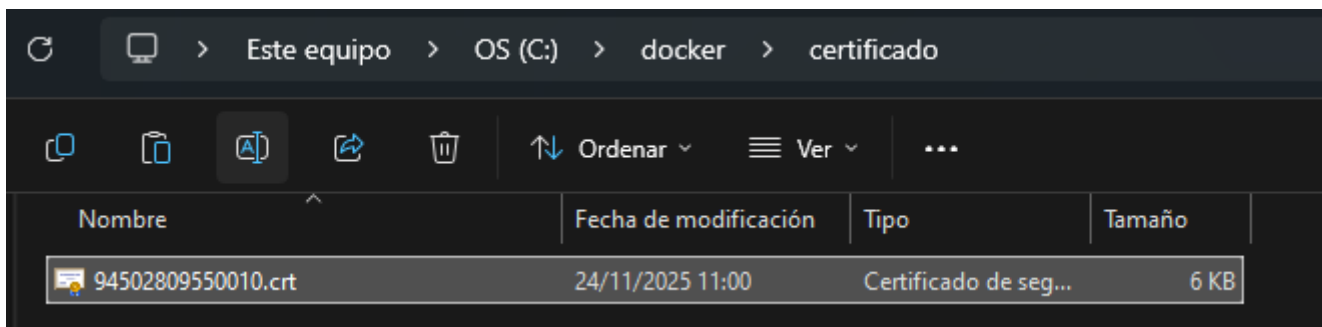 Este equipo > OS (C:) > docker > certificado
Ordenar Ver ...
Nombre Fecha de modificación Tipo Tamaño
94502809550010.crt 24/11/2025 11:00 Certificado de seg... 6 KB